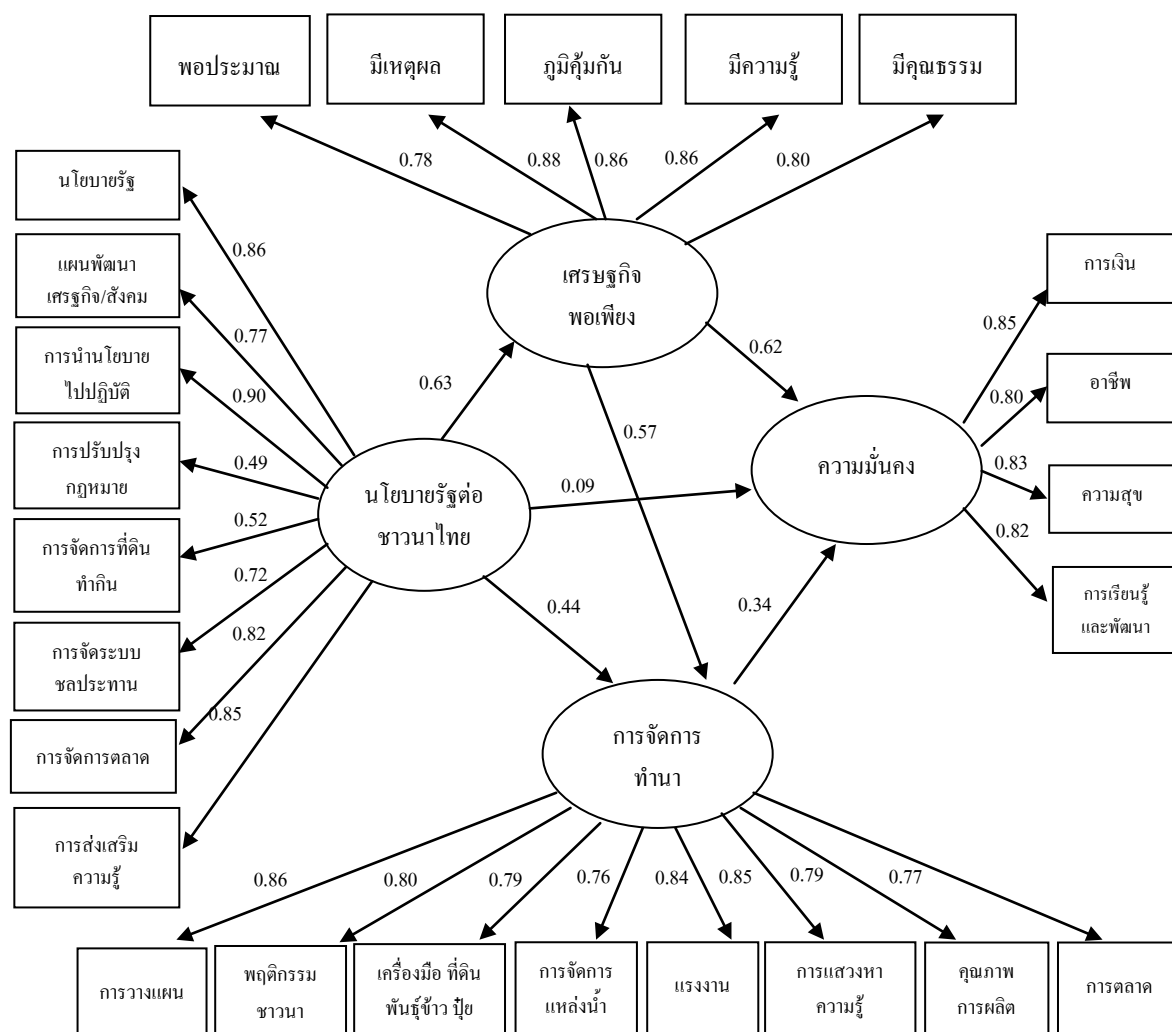 พอประมาณ
มีเหตุผล
ภูมิคุ้มกัน
มีความรู้
มีคุณธรรม
0.78
0.88
0.86
0.86
0.80
นโยบายรัฐ
แผนพัฒนา
เศรษฐกิจ/สังคม
การนำนโยบาย
ไปปฏิบัติ
การปรับปรุง
กฎหมาย
การจัดการที่ดิน
ทำกิน
การจัดระบบ
ชลประทาน
การจัดการตลาด
การส่งเสริม
ความรู้
0.86
0.77
0.90
0.49
0.52
0.72
0.82
0.85
เศรษฐกิจ
พอเพียง
นโยบายรัฐต่อ
ชาวนาไทย
ความมั่นคง
การจัดการ
ทำนา
0.63
0.62
0.57
0.09
0.44
0.34
การเงิน
อาชีพ
ความสุข
การเรียนรู้
และพัฒนา
0.85
0.80
0.83
0.82
0.86
0.80
0.79
0.76
0.84
0.85
0.79
0.77
การวางแผน
พฤติกรรม
ชาวนา
เครื่องมือ ที่ดิน
พันธุ์ข้าว ปุ๋ย
การจัดการ
แหล่งน้ำ
แรงงาน
การแสวงหา
ความรู้
คุณภาพ
การผลิต
การตลาด